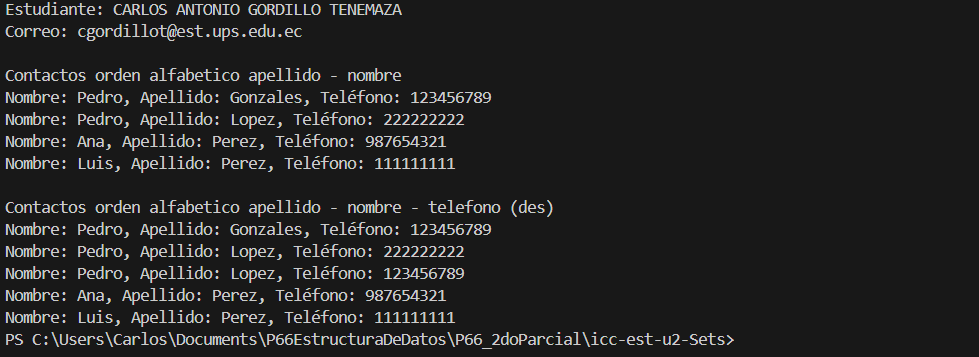 Estudiante: CARLOS ANTONIO GORDILLO TENEMAZA
Correo: cgordillot@est.ups.edu.ec
Contactos orden alfabetico apellido - nombre
Nombre: Pedro, Apellido: Gonzales, Teléfono: 123456789
Nombre: Pedro, Apellido: Lopez, Teléfono: 222222222
Nombre: Ana, Apellido: Perez, Teléfono: 987654321
Nombre: Luis, Apellido: Perez, Teléfono: 111111111
Contactos orden alfabetico apellido - nombre - telefono (des)
Nombre: Pedro, Apellido: Gonzales, Teléfono: 123456789
Nombre: Pedro, Apellido: Lopez, Teléfono: 222222222
Nombre: Pedro, Apellido: Lopez, Teléfono: 123456789
Nombre: Ana, Apellido: Perez, Teléfono: 987654321
Nombre: Luis, Apellido: Perez, Teléfono: 111111111
PS C:\Users\Carlos\Documents\P66EstructuraDeDatos\P66_2doParcial\icc-est-u2-Sets>